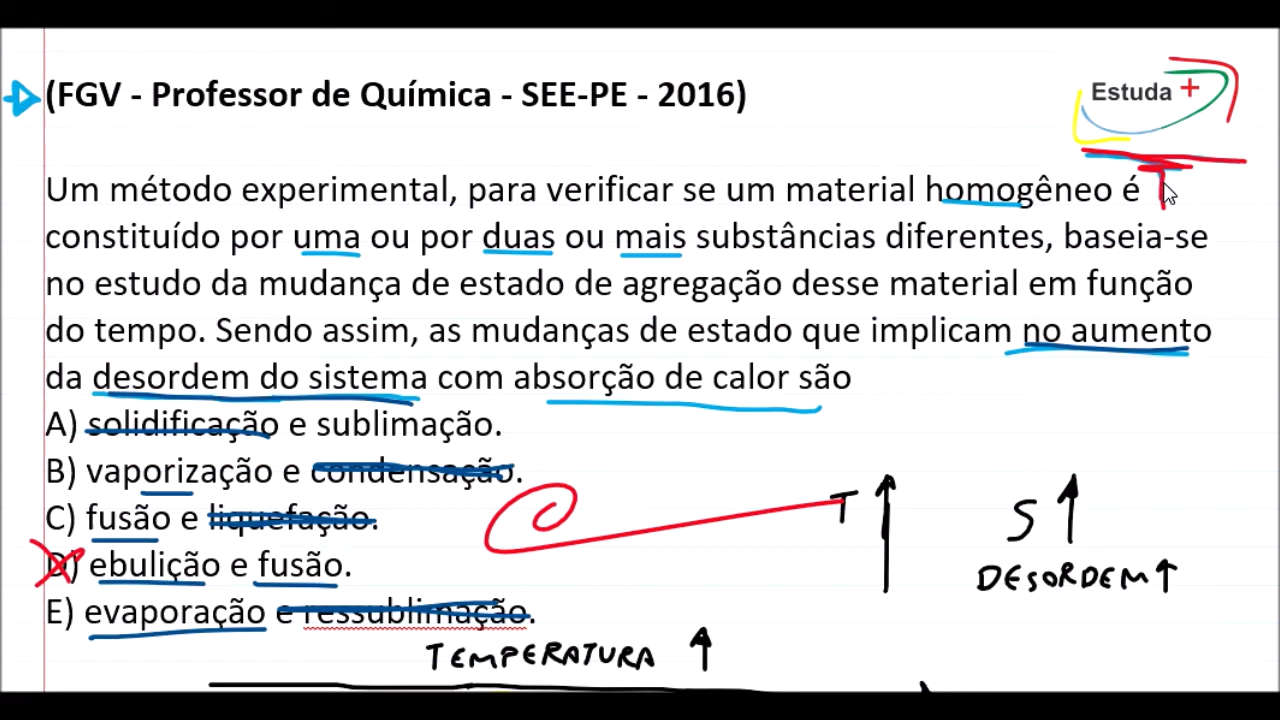 (FGV - Professor de Química - SEE-PE - 2016)
Estuda +
Um método experimental, para verificar se um material homogêneo é
constituído por uma ou por duas ou mais substâncias diferentes, baseia-se
no estudo da mudança de estado de agregação desse material em função
do tempo. Sendo assim, as mudanças de estado que implicam no aumento
da desordem do sistema com absorção de calor são
A) solidificação e sublimação.
B) vaporização e condensação.
C) fusão e liquefação.
T
S
D) ebulição e fusão.
DESORDEM
E) evaporação e ressublimação.
TEMPERATURA